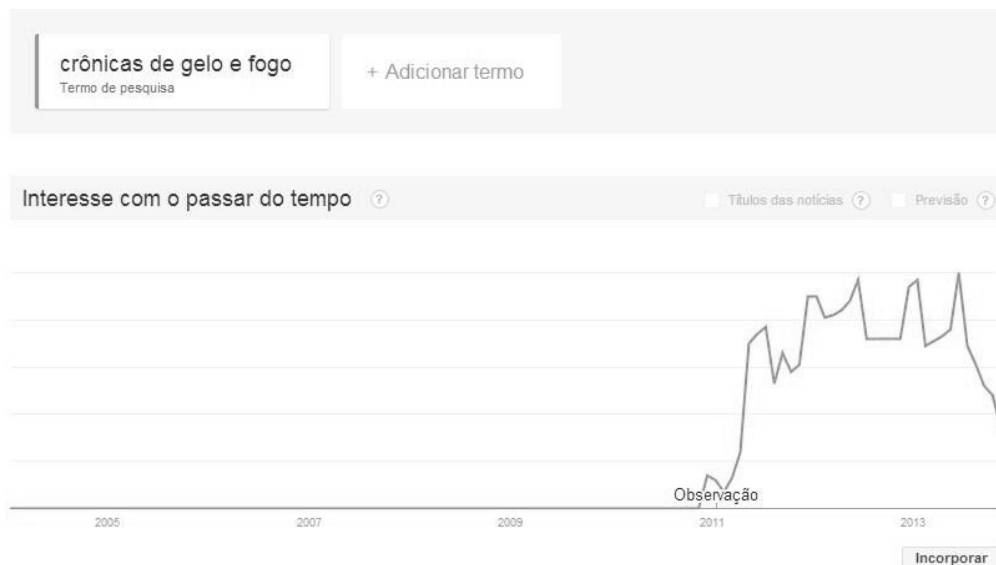 crônicas de gelo e fogo
Termo de pesquisa
+ Adicionar termo
Interesse com o passar do tempo ?
Títulos das notícias ? Previsão ?
Observação
2005 2007 2009 2011 2013
Incorporar